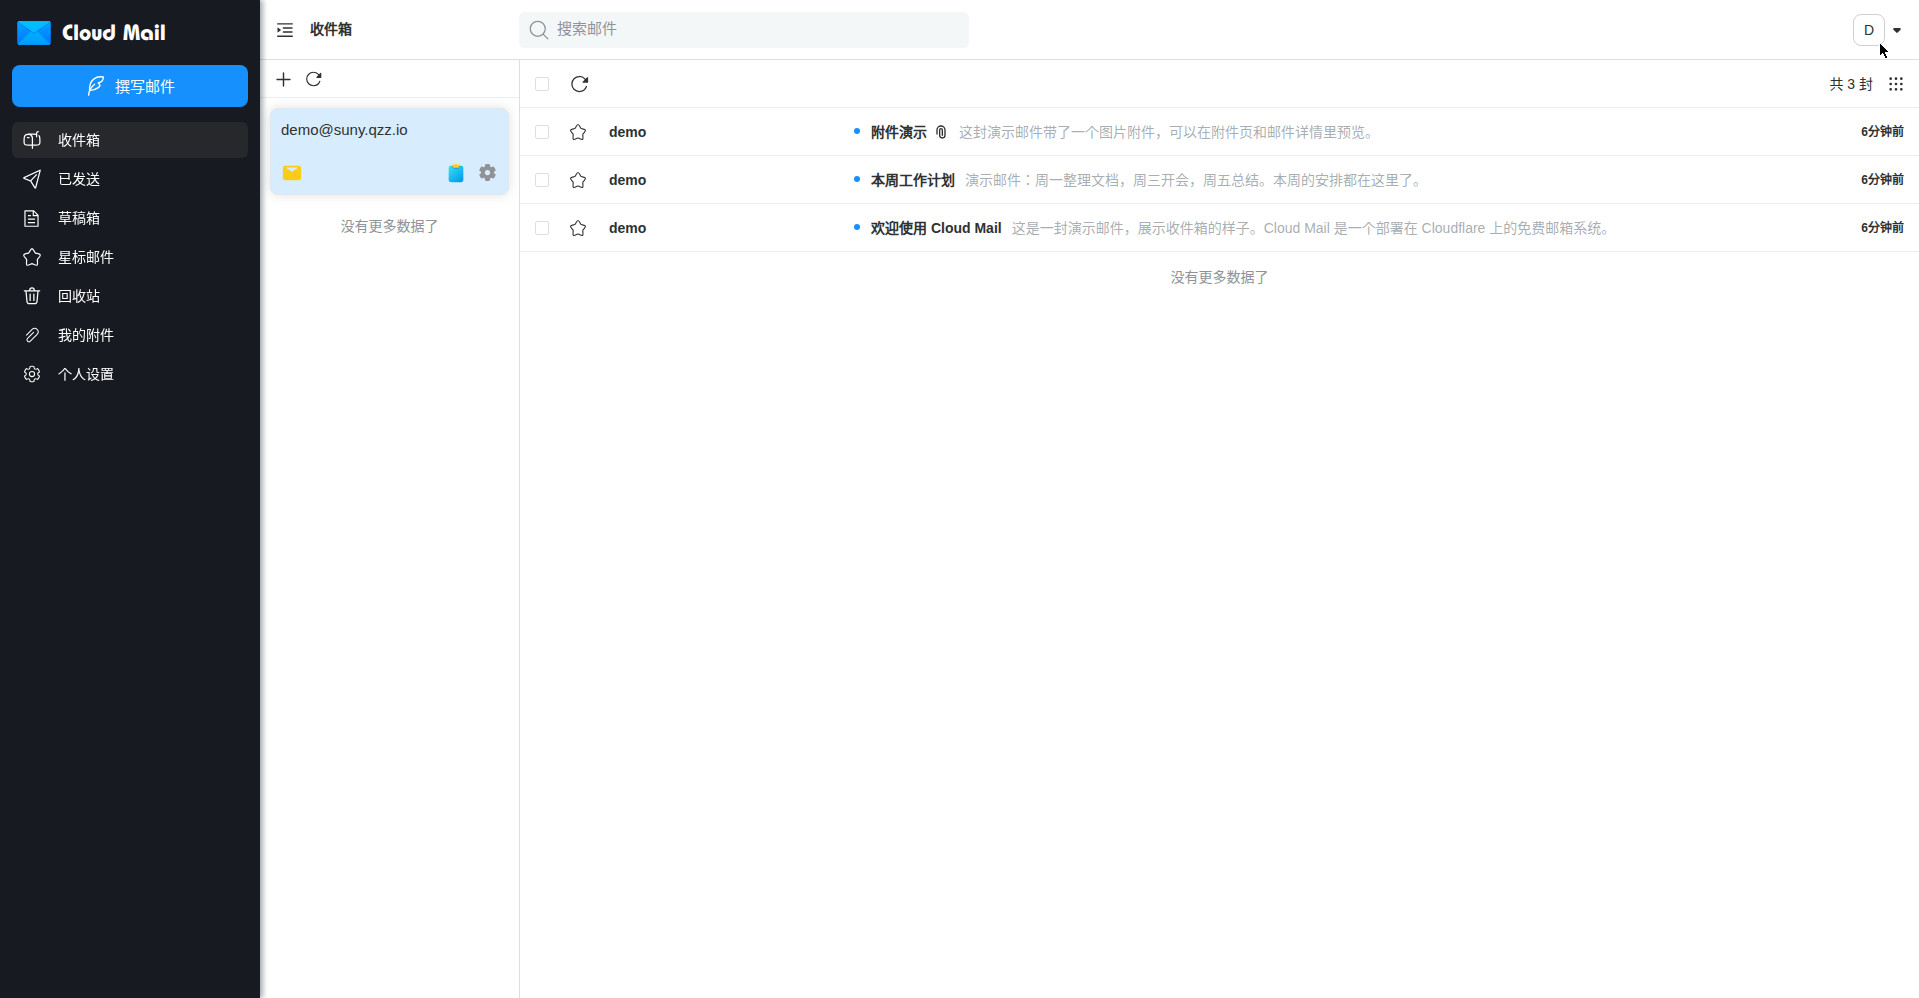 Cloud Mail
撰写邮件
收件箱
已发送
草稿箱
星标邮件
回收站
我的附件
个人设置
收件箱
搜索邮件
D
demo@suny.qzz.io
没有更多数据了
共 3 封
demo 附件演示 这封演示邮件带了一个图片附件，可以在附件页和邮件详情里预览。 6分钟前
demo 本周工作计划 演示邮件：周一整理文档，周三开会，周五总结。本周的安排都在这里了。 6分钟前
demo 欢迎使用 Cloud Mail 这是一封演示邮件，展示收件箱的样子。Cloud Mail 是一个部署在 Cloudflare 上的免费邮箱系统。 6分钟前
没有更多数据了